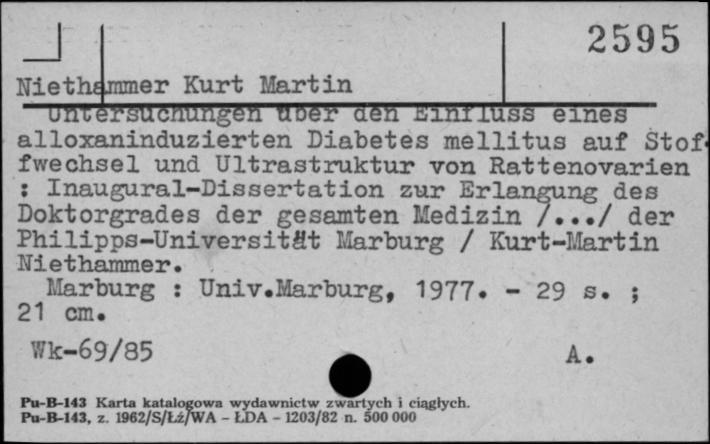 2595
Niethammer Kurt Martin
Untersuchungen über den Einfluss eines
alloxaninduzierten Diabetes mellitus auf Stof-
fwechsel und Ultrastruktur von Rattenovarien
: Inaugural-Dissertation zur Erlangung des
Doktorgrades der gesamten Medizin /.../ der
Philipps-Universität Marburg / Kurt-Martin
Niethammer.
Marburg : Univ.Marburg, 1977. - 29 s. ;
21 cm.
Wk-69/85 A.
Pu-B-143 Karta katalogowa wydawnictw zwartych i ciągłych.
Pu-B-143, z. 1962/S/Łż/WA - ŁDA - 1203/82 n. 500 000